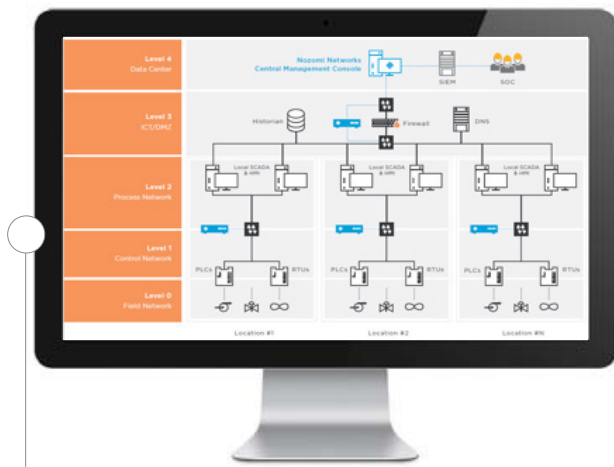 Level 4
Data Center
Nozomi Networks
Central Management Console
SIEM
SOC
Level 3
ICT/DMZ
Historian
Firewall
DNS
Level 2
Process Network
Local SCADA
& HMI
Local SCADA
& HMI
Local SCADA
& HMI
Level 1
Control Network
PLCs
RTUs
PLCs
RTUs
PLCs
RTUs
Level 0
Field Network
Location #1
Location #2
Location #N